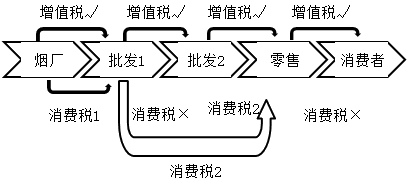 增值税√ 增值税√ 增值税√ 增值税√
烟厂 批发1 批发2 零售 消费者
消费税1 消费税× 消费税2 消费税×
消费税2